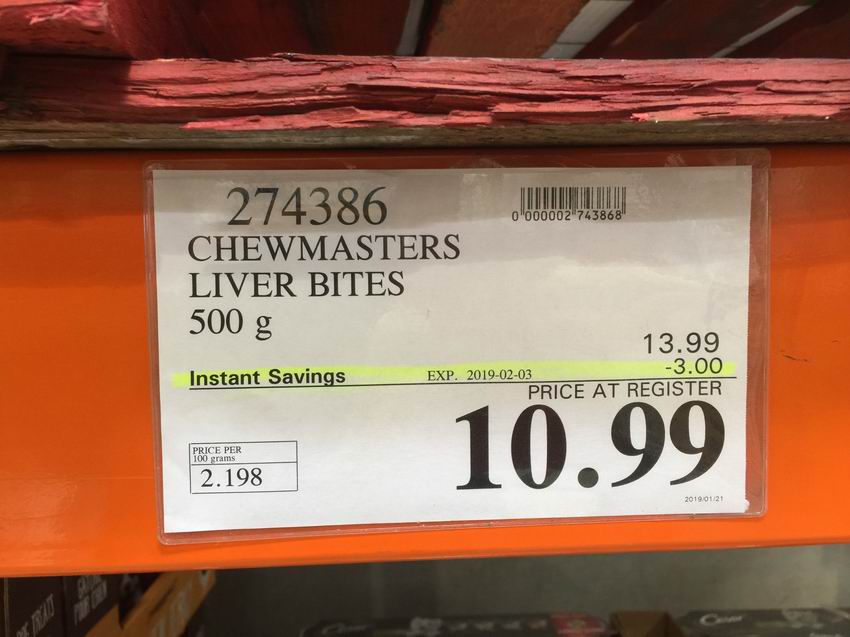 274386
0 000002 743868
CHEWMASTERS
LIVER BITES
500 g
13.99
Instant Savings EXP. 2019-02-03 -3.00
PRICE AT REGISTER
10.99
PRICE PER
100 grams
2.198
2019/01/21